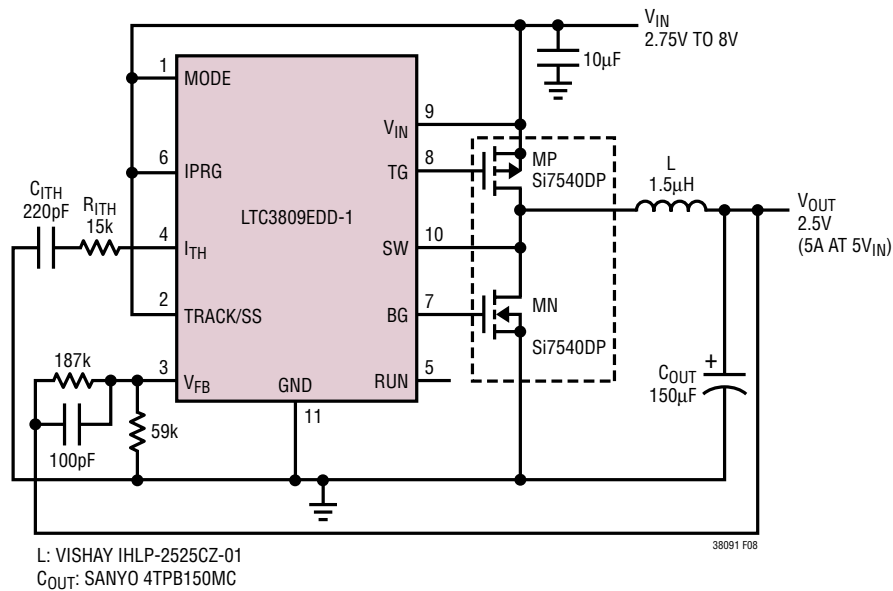 VIN
2.75V TO 8V
10µF
1
MODE
9
VIN
6
IPRG
8
TG
MP
Si7540DP
L
1.5µH
VOUT
2.5V
(5A AT 5VIN)
CITH
220pF
RITH
15k
LTC3809EDD-1
4
ITH
10
SW
2
TRACK/SS
7
BG
MN
Si7540DP
187k
3
VFB
GND
RUN
5
COUT
150µF
+
100pF
59k
11
38091 F08
L: VISHAY IHLP-2525CZ-01
COUT: SANYO 4TPB150MC